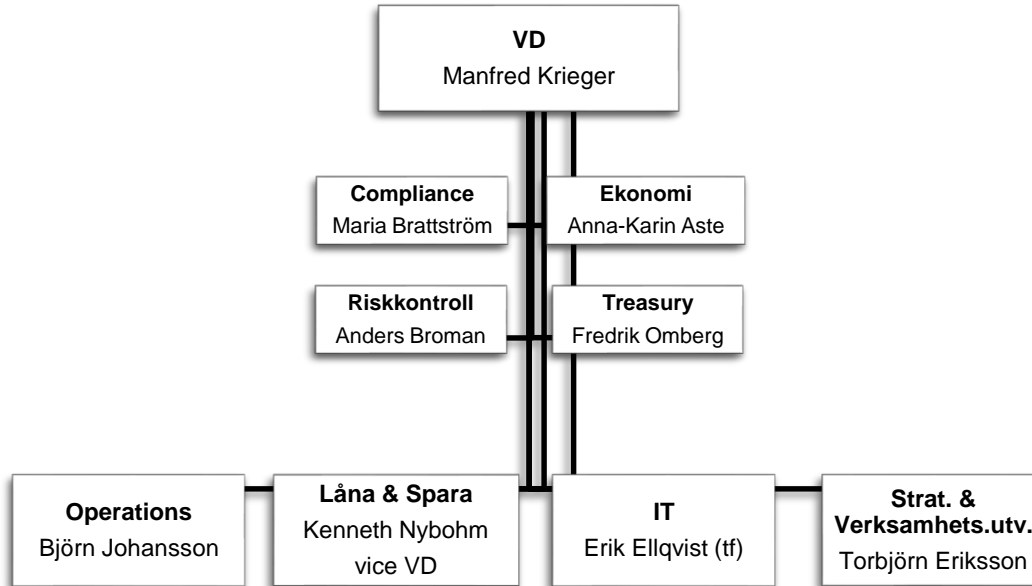 VD
Manfred Krieger
Compliance
Maria Brattström
Ekonomi
Anna-Karin Aste
Riskkontroll
Anders Broman
Treasury
Fredrik Omberg
Operations
Björn Johansson
Låna & Spara
Kenneth Nybohm
vice VD
IT
Erik Ellqvist (tf)
Strat. &
Verksamhets.utv.
Torbjörn Eriksson